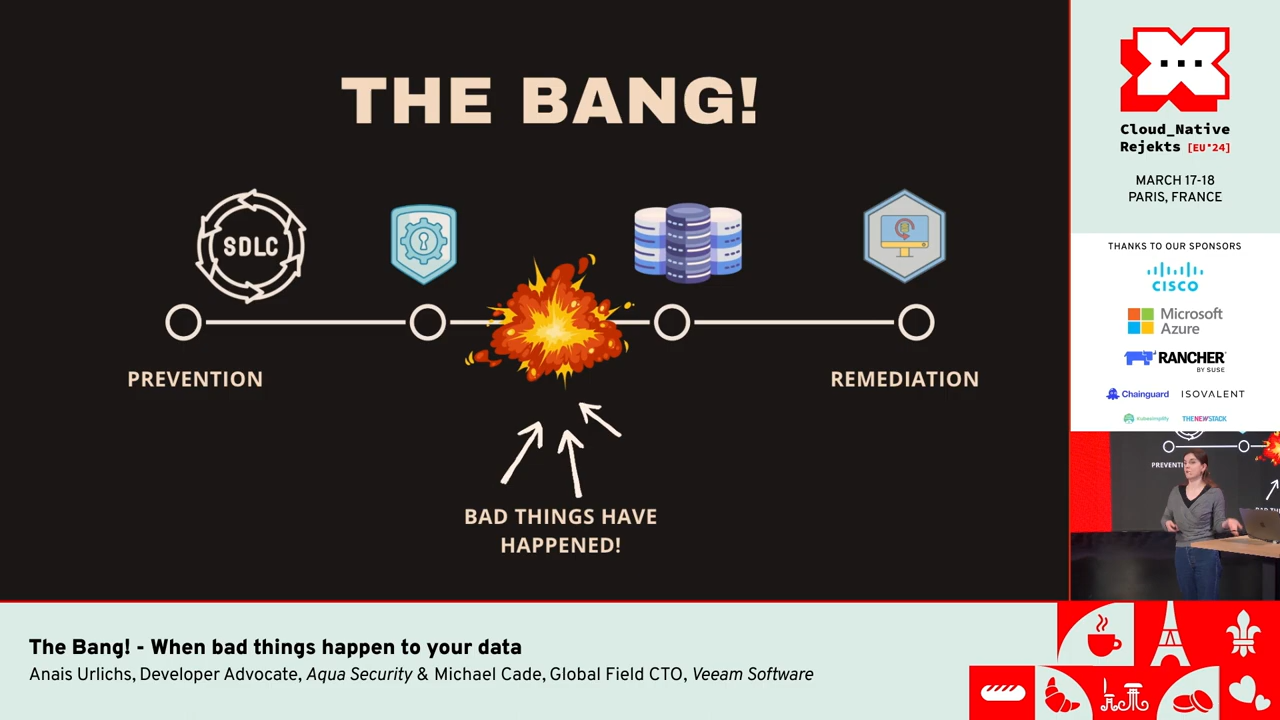 THE BANG!
SDLC
PREVENTION
REMEDIATION
BAD THINGS HAVE
HAPPENED!
Cloud_Native
Rejekts [EU'24]
MARCH 17-18
PARIS, FRANCE
THANKS TO OUR SPONSORS
CISCO
Microsoft
Azure
RANCHER
BY SUSE
Chainguard
ISOVALENT
THENEWSTACK
PREVENTI
The Bang! - When bad things happen to your data
Anais Urlichs, Developer Advocate, Aqua Security & Michael Cade, Global Field CTO, Veeam Software